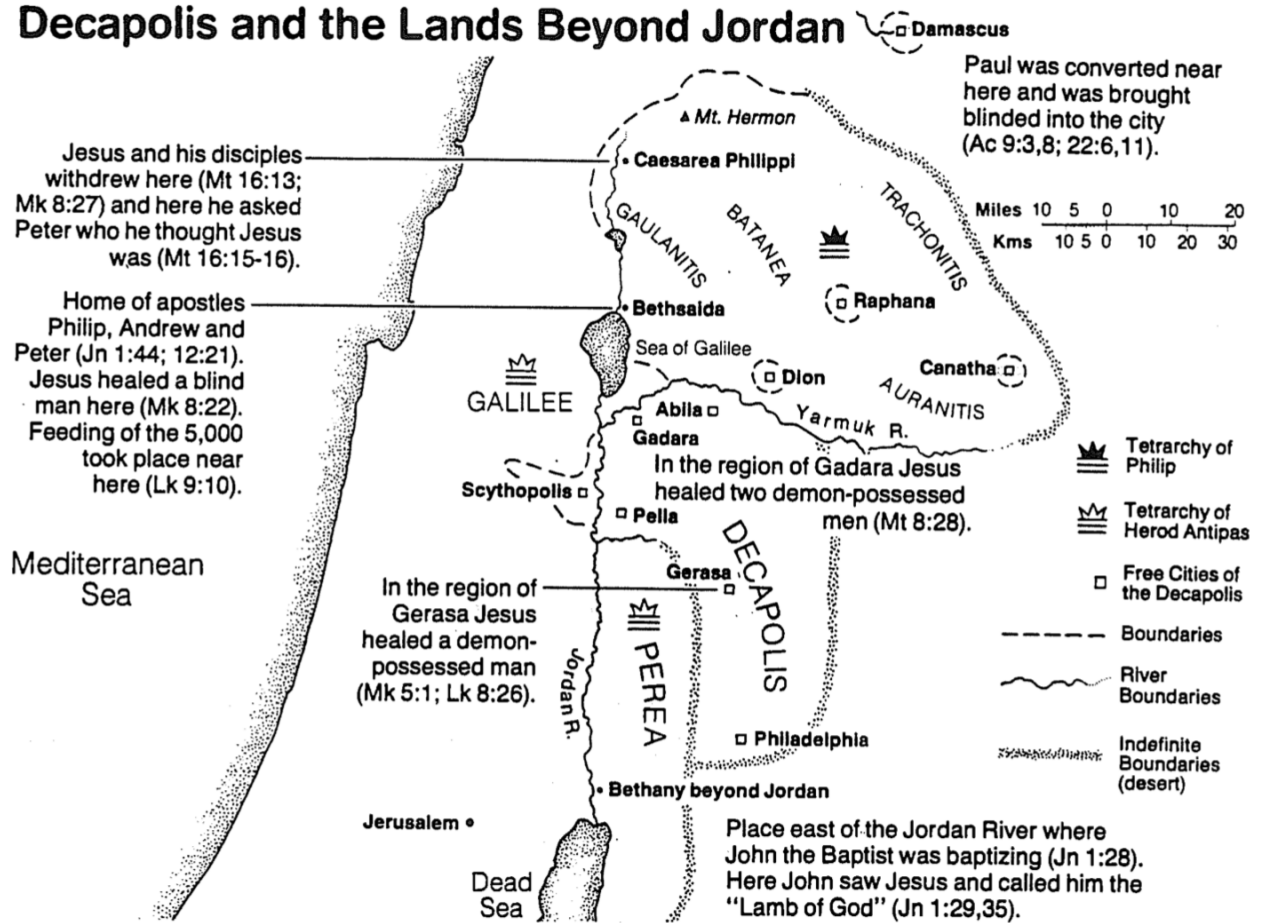 Decapolis and the Lands Beyond Jordan
Damascus
Paul was converted near
here and was brought
blinded into the city
(Ac 9:3,8; 22:6,11).
Mt. Hermon
Jesus and his disciples
withdrew here (Mt 16:13;
Mk 8:27) and here he asked
Peter who he thought Jesus
was (Mt 16:15-16).
Caesarea Philippi
GAULANITIS
BATANEA
TRACHONITIS
Miles 10 5 0 10 20
Kms 10 5 0 10 20 30
Home of apostles
Philip, Andrew and
Peter (Jn 1:44; 12:21).
Jesus healed a blind
man here (Mk 8:22).
Feeding of the 5,000
took place near
here (Lk 9:10).
Bethsaida
Raphana
Sea of Galilee
Dion
Canatha
AURANITIS
GALILEE
Abila
Yarmuk R.
Gadara
In the region of Gadara Jesus
healed two demon-possessed
men (Mt 8:28).
Scythopolis
Pella
Tetrarchy of
Philip
Tetrarchy of
Herod Antipas
Free Cities of
the Decapolis
Boundaries
River
Boundaries
Indefinite
Boundaries
(desert)
Mediterranean
Sea
DECAPOLIS
Gerasa
In the region of
Gerasa Jesus
healed a demon-
possessed man
(Mk 5:1; Lk 8:26).
Jordan R.
PEREA
Philadelphia
Bethany beyond Jordan
Jerusalem
Place east of the Jordan River where
John the Baptist was baptizing (Jn 1:28).
Here John saw Jesus and called him the
"Lamb of God" (Jn 1:29,35).
Dead
Sea